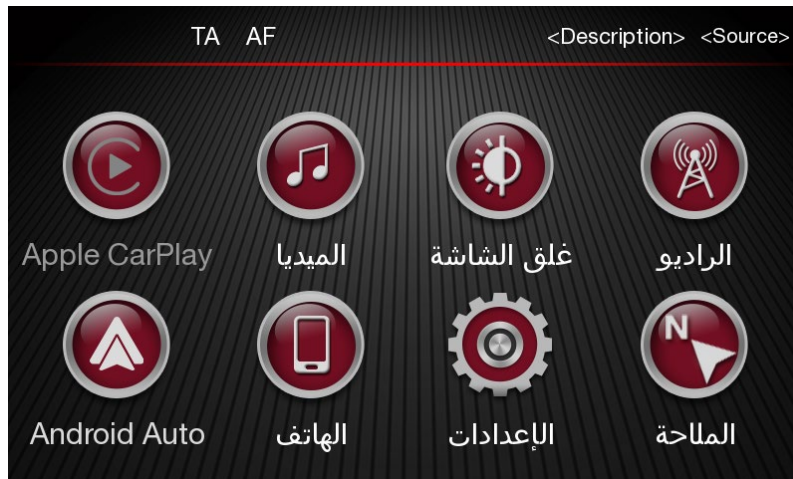 TA AF <Description> <Source>
الراديو
غلق الشاشة
الميديا
Apple CarPlay
N
الملاحة
الإعدادات
الهاتف
Android Auto